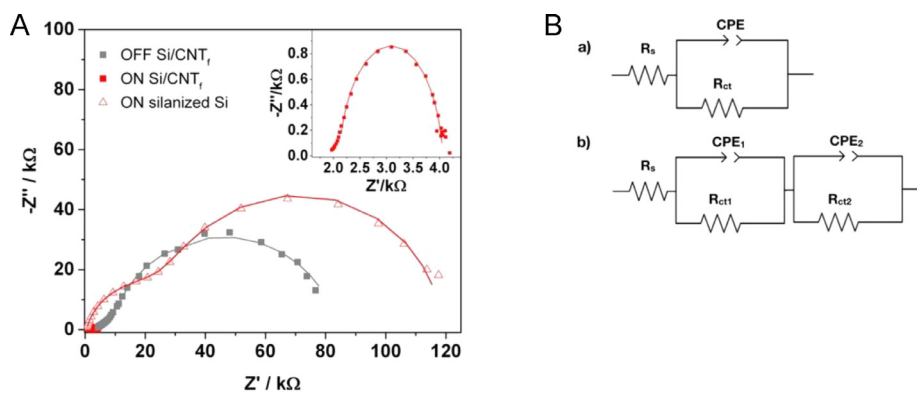 A
100
80
60
40
20
0
-Z'' / kΩ
0 20 40 60 80 100 120
Z' / kΩ
OFF Si/CNTf
ON Si/CNTf
ON silanized Si
0.8
0.6
0.4
0.2
0.0
-Z''/kΩ
2.0 2.5 3.0 3.5 4.0
Z'/kΩ
B
a)
CPE
Rs
Rct
b)
CPE1
CPE2
Rs
Rct1
Rct2